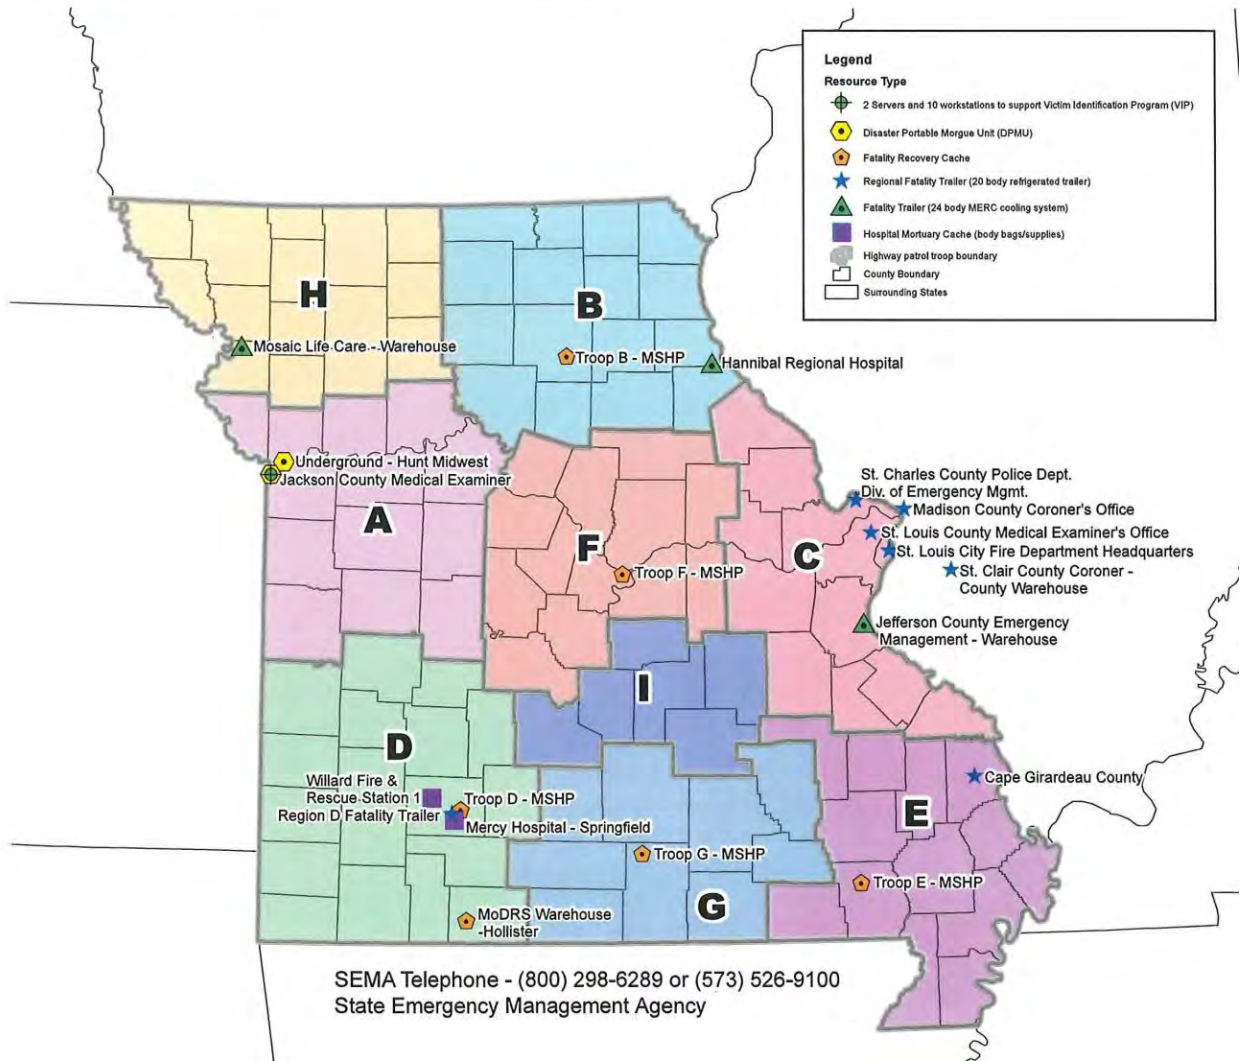 Legend
Resource Type
2 Servers and 10 workstations to support Victim Identification Program (VIP)
Disaster Portable Morgue Unit (DPMU)
Fatality Recovery Cache
Regional Fatality Trailer (20 body refrigerated trailer)
Fatality Trailer (24 body MERC cooling system)
Hospital Mortuary Cache (body bags/supplies)
Highway patrol troop boundary
County Boundary
Surrounding States
H
B
Mosaic Life Care - Warehouse
Troop B - MSHP
Hannibal Regional Hospital
Underground - Hunt Midwest
Jackson County Medical Examiner
A
F
C
St. Charles County Police Dept.
Div. of Emergency Mgmt.
Madison County Coroner's Office
St. Louis County Medical Examiner's Office
St. Louis City Fire Department Headquarters
St. Clair County Coroner -
County Warehouse
Troop F - MSHP
Jefferson County Emergency
Management - Warehouse
I
D
Willard Fire &
Rescue Station 1
Region D Fatality Trailer
Troop D - MSHP
Mercy Hospital - Springfield
Cape Girardeau County
E
Troop G - MSHP
Troop E - MSHP
G
MoDRS Warehouse
-Hollister
SEMA Telephone - (800) 298-6289 or (573) 526-9100
State Emergency Management Agency